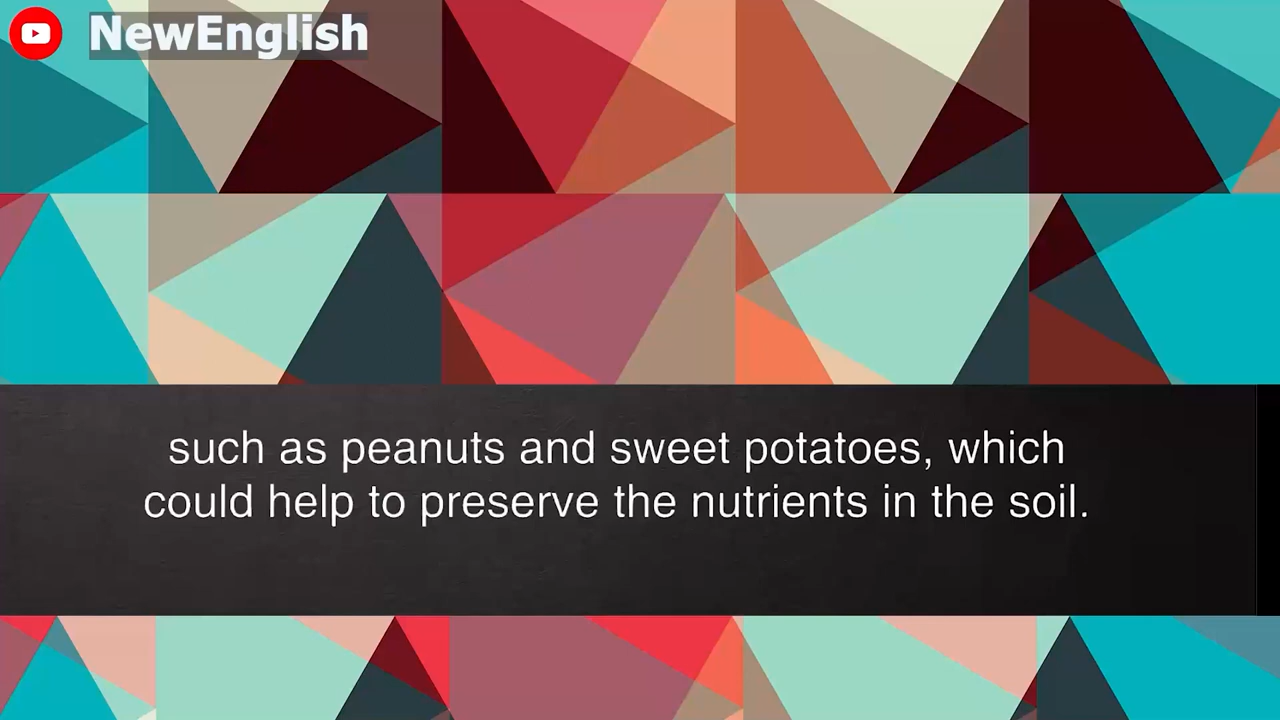 NewEnglish
such as peanuts and sweet potatoes, which
could help to preserve the nutrients in the soil.